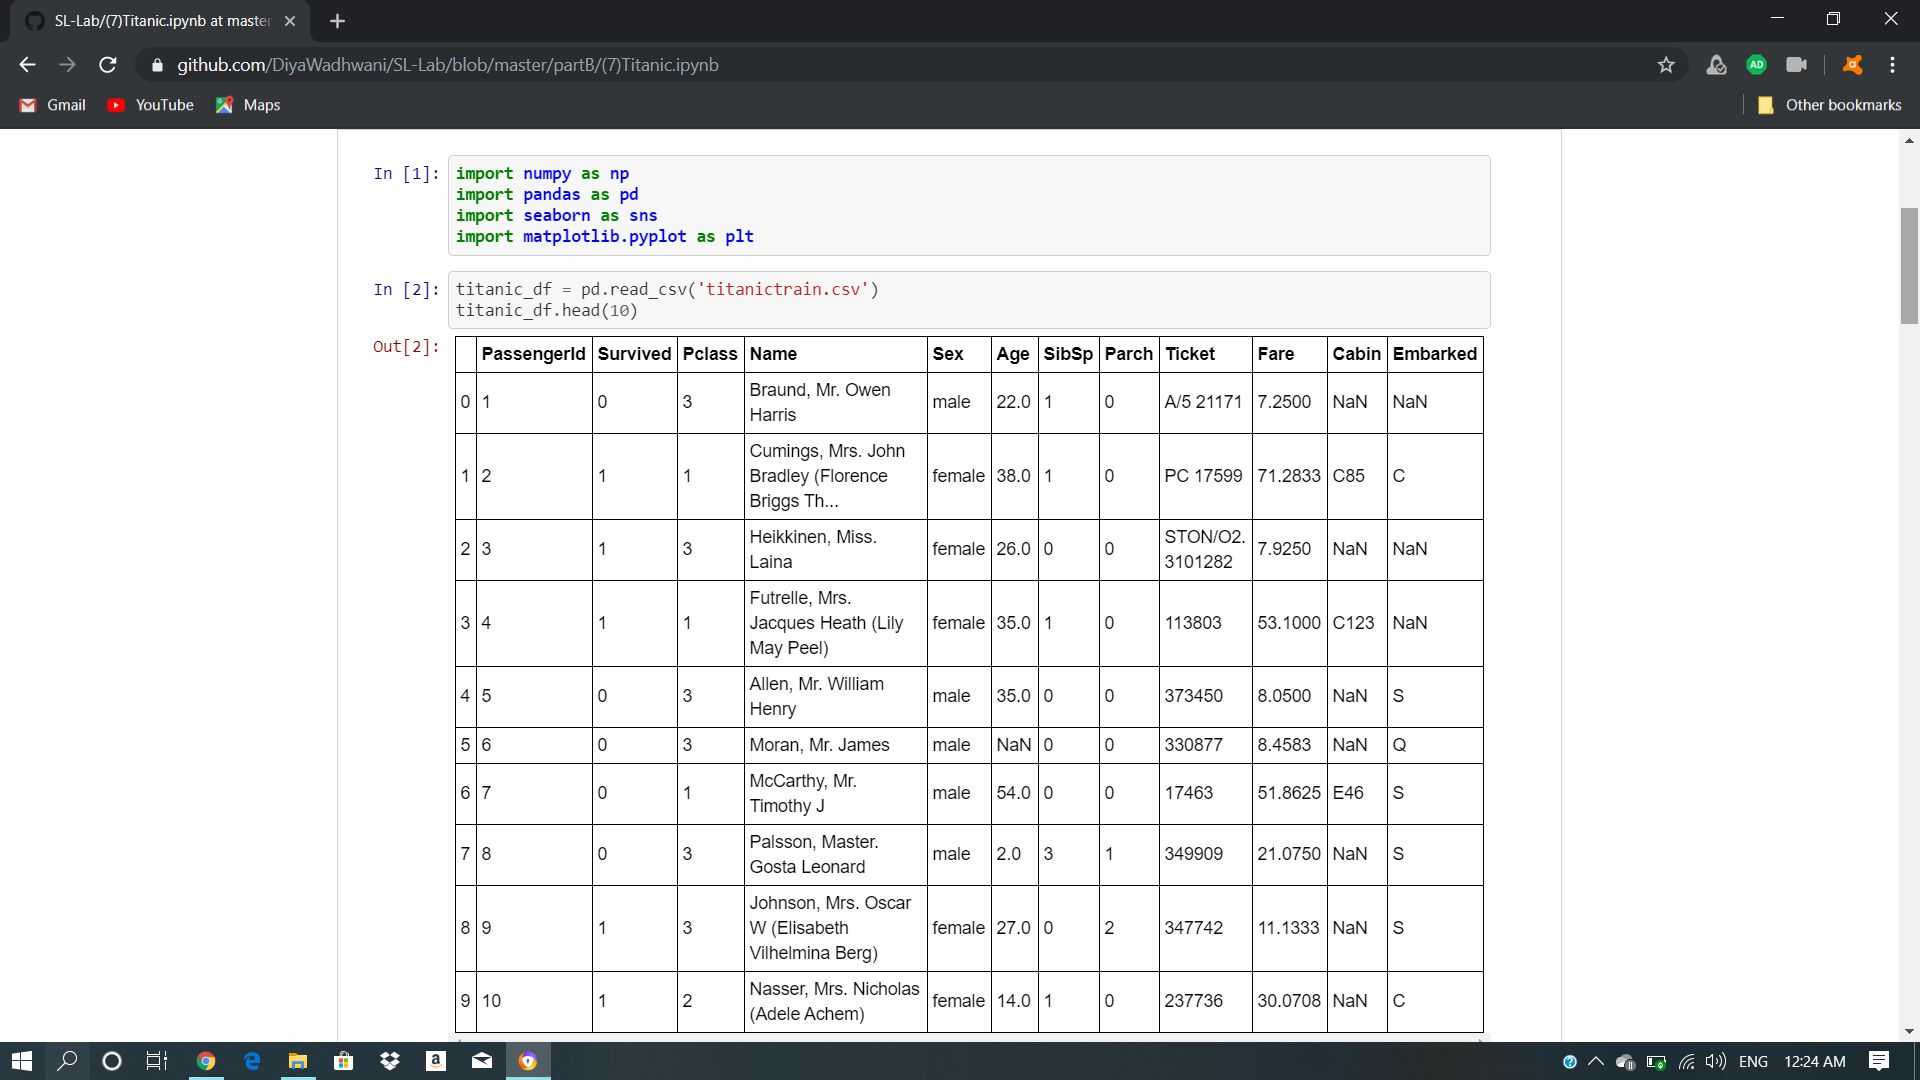 SL-Lab/(7)Titanic.ipynb at master
github.com/DiyaWadhwani/SL-Lab/blob/master/partB/(7)Titanic.ipynb
AD
Gmail YouTube Maps Other bookmarks
In [1]: import numpy as np
import pandas as pd
import seaborn as sns
import matplotlib.pyplot as plt
In [2]: titanic_df = pd.read_csv('titanictrain.csv')
titanic_df.head(10)
Out[2]:
PassengerId Survived Pclass Name Sex Age SibSp Parch Ticket Fare Cabin Embarked
0 1 0 3 Braund, Mr. Owen Harris male 22.0 1 0 A/5 21171 7.2500 NaN NaN
1 2 1 1 Cumings, Mrs. John Bradley (Florence Briggs Th... female 38.0 1 0 PC 17599 71.2833 C85 C
2 3 1 3 Heikkinen, Miss. Laina female 26.0 0 0 STON/O2. 3101282 7.9250 NaN NaN
3 4 1 1 Futrelle, Mrs. Jacques Heath (Lily May Peel) female 35.0 1 0 113803 53.1000 C123 NaN
4 5 0 3 Allen, Mr. William Henry male 35.0 0 0 373450 8.0500 NaN S
5 6 0 3 Moran, Mr. James male NaN 0 0 330877 8.4583 NaN Q
6 7 0 1 McCarthy, Mr. Timothy J male 54.0 0 0 17463 51.8625 E46 S
7 8 0 3 Palsson, Master. Gosta Leonard male 2.0 3 1 349909 21.0750 NaN S
8 9 1 3 Johnson, Mrs. Oscar W (Elisabeth Vilhelmina Berg) female 27.0 0 2 347742 11.1333 NaN S
9 10 1 2 Nasser, Mrs. Nicholas (Adele Achem) female 14.0 1 0 237736 30.0708 NaN C
ENG 12:24 AM